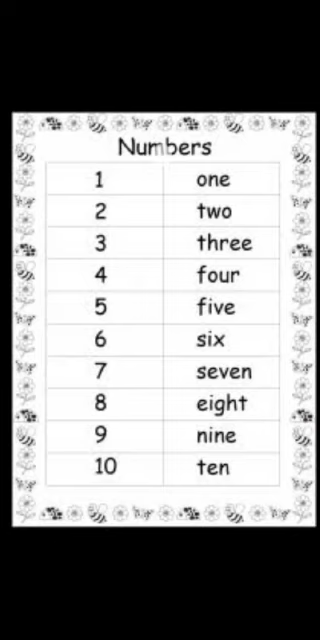 Numbers
1 one
2 two
3 three
4 four
5 five
6 six
7 seven
8 eight
9 nine
10 ten